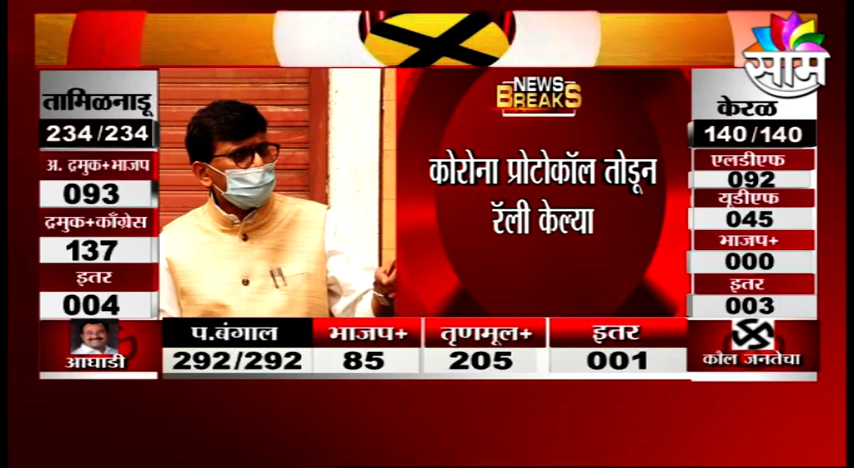 तामिळनाडू
234/234
अ. द्रमुक+भाजप
093
द्रमुक+काँग्रेस
137
इतर
004
आघाडी
NEWS
BREAKS
कोरोना प्रोटोकॉल तोडून
रॅली केल्या
साम
केरळ
140/140
एलडीएफ
092
यूडीएफ
045
भाजप+
000
इतर
003
कौल जनतेचा
प.बंगाल भाजप+ तृणमूल+ इतर
292/292 85 205 001